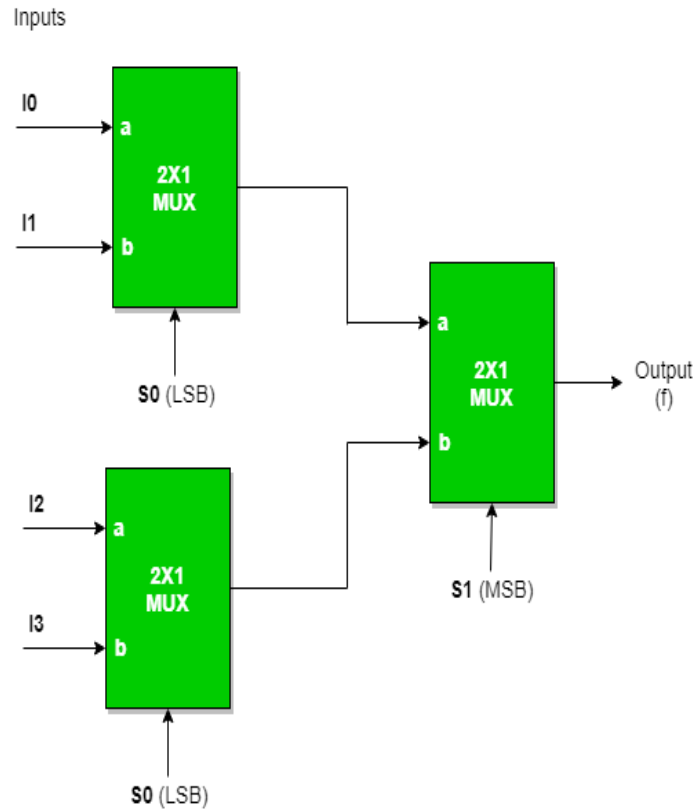 Inputs
I0
a
2X1
MUX
I1
b
S0 (LSB)
a
2X1
MUX
b
Output
(f)
S1 (MSB)
I2
a
2X1
MUX
I3
b
S0 (LSB)